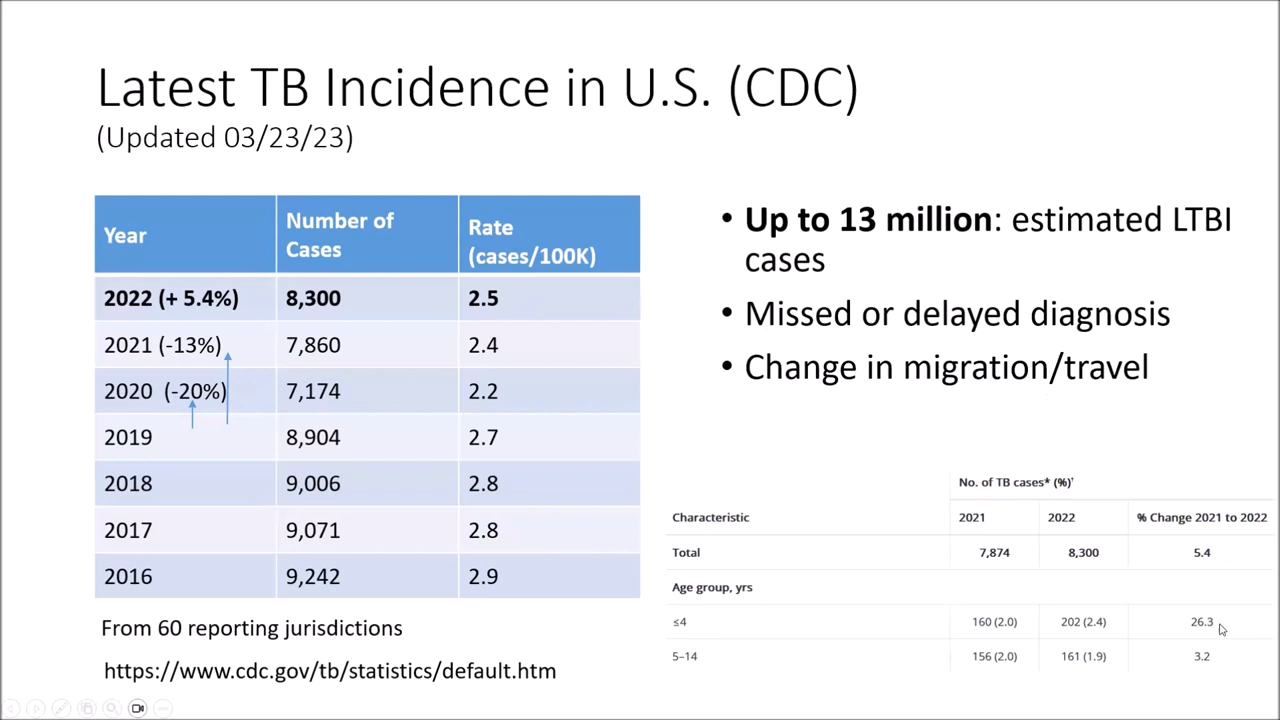 Latest TB Incidence in U.S. (CDC)
(Updated 03/23/23)
Year Number of Cases Rate (cases/100K)
2022 (+ 5.4%) 8,300 2.5
2021 (-13%) 7,860 2.4
2020 (-20%) 7,174 2.2
2019 8,904 2.7
2018 9,006 2.8
2017 9,071 2.8
2016 9,242 2.9
From 60 reporting jurisdictions
https://www.cdc.gov/tb/statistics/default.htm
• Up to 13 million: estimated LTBI
cases
• Missed or delayed diagnosis
• Change in migration/travel
No. of TB cases* (%)†
Characteristic 2021 2022 % Change 2021 to 2022
Total 7,874 8,300 5.4
Age group, yrs
≤4 160 (2.0) 202 (2.4) 26.3
5–14 156 (2.0) 161 (1.9) 3.2